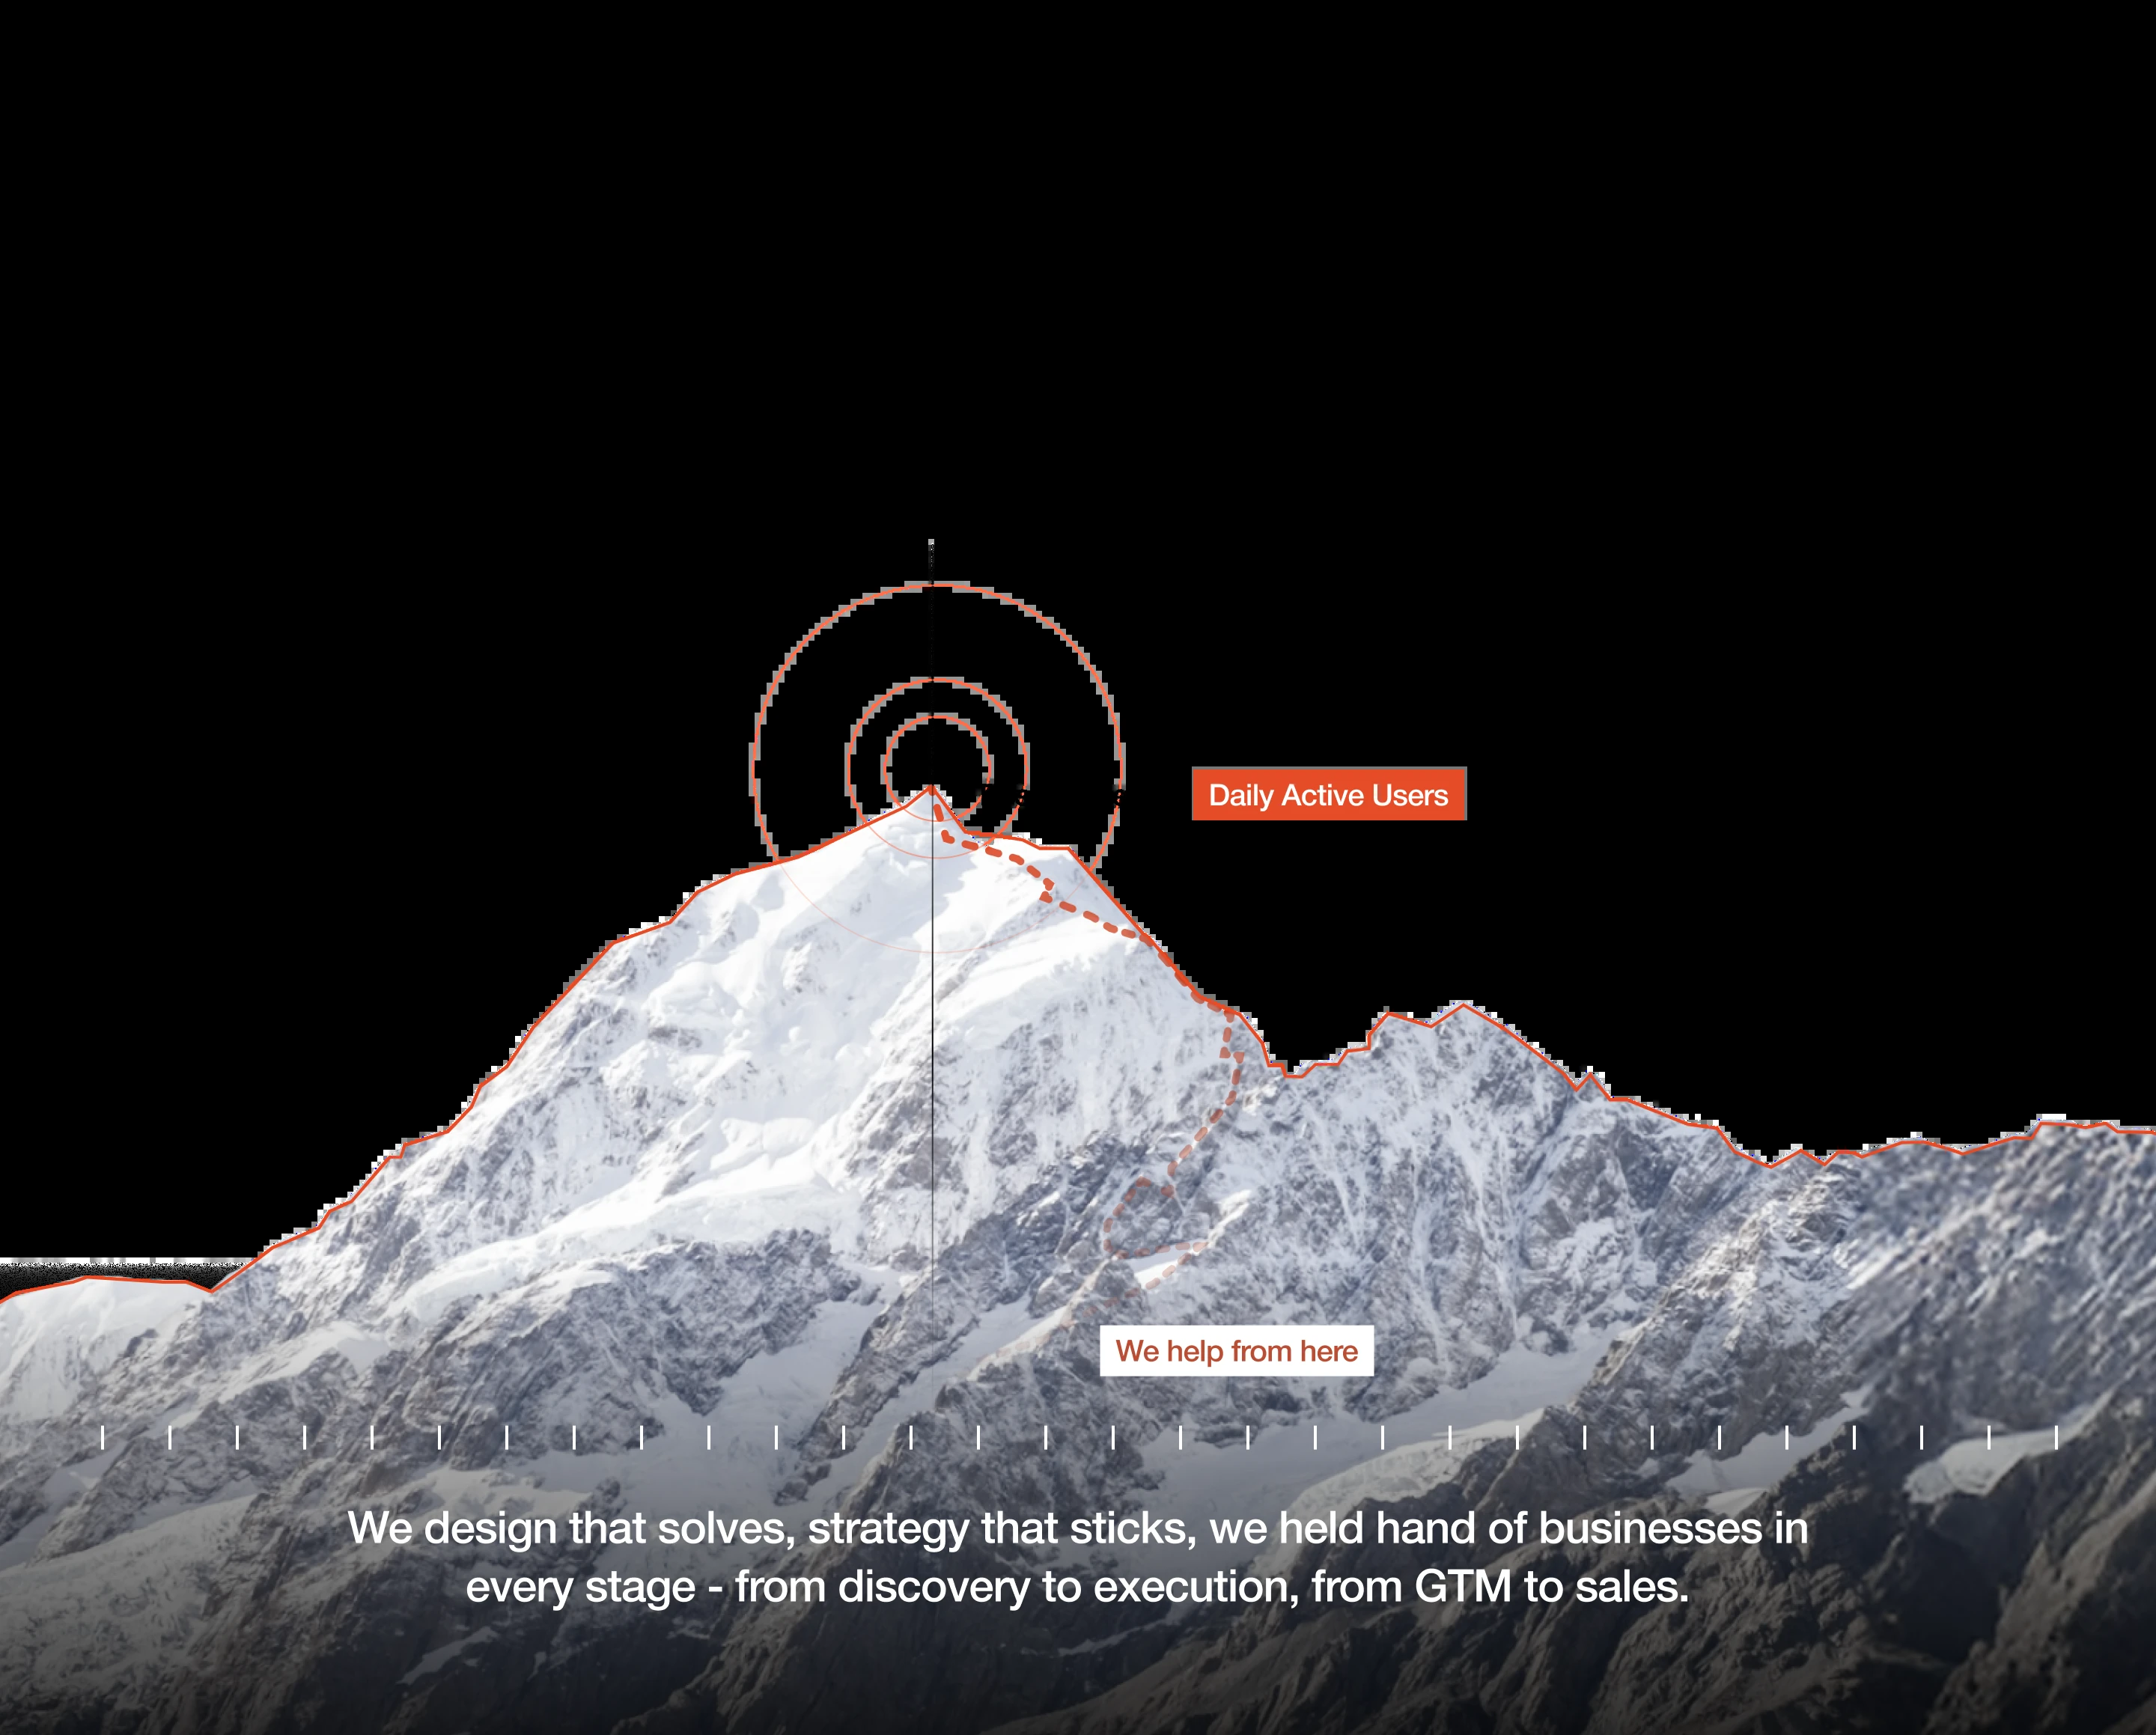 Daily Active Users
We help from here
We design that solves, strategy that sticks, we held hand of businesses in
every stage - from discovery to execution, from GTM to sales.